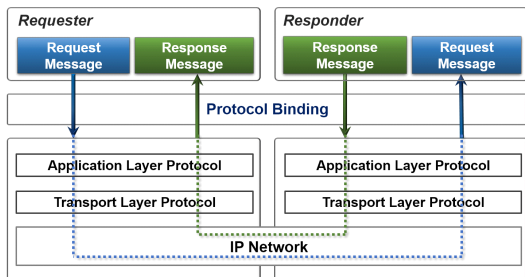 Requester
Responder
Request
Message
Response
Message
Response
Message
Request
Message
Protocol Binding
Application Layer Protocol
Application Layer Protocol
Transport Layer Protocol
Transport Layer Protocol
IP Network